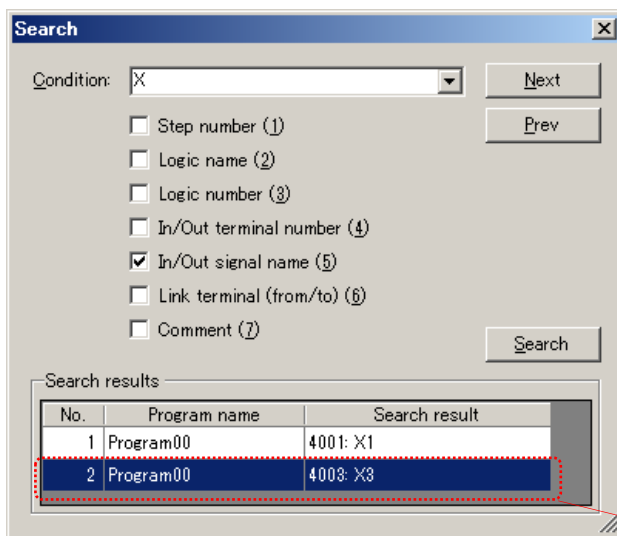 Search
Condition: X Next
Prev
Step number (1)
Logic name (2)
Logic number (3)
In/Out terminal number (4)
In/Out signal name (5)
Link terminal (from/to) (6)
Comment (7)
Search
Search results
No. Program name Search result
1 Program00 4001: X1
2 Program00 4003: X3